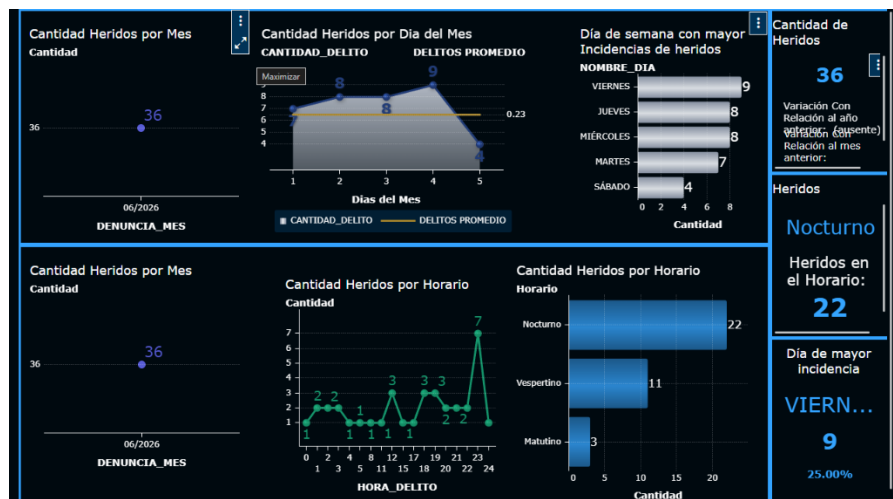 Cantidad Heridos por Mes
Cantidad
36
36
06/2026
DENUNCIA_MES
Cantidad Heridos por Dia del Mes
CANTIDAD_DELITO DELITOS PROMEDIO
Maximizar
9
8
7
6
5
4
7
8
8
9
4
0.23
1 2 3 4 5
Dias del Mes
CANTIDAD_DELITO DELITOS PROMEDIO
Día de semana con mayor
Incidencias de heridos
NOMBRE_DIA
VIERNES 9
JUEVES 8
MIÉRCOLES 8
MARTES 7
SÁBADO 4
0 2 4 6 8
Cantidad
Cantidad de
Heridos
36
Variación Con
Relación al año
anterior: (ausente)
Variación Con
Relación al mes
anterior:
Heridos
Nocturno
Heridos en
el Horario:
22
Día de mayor
incidencia
VIERN...
9
25.00%
Cantidad Heridos por Mes
Cantidad
36
36
06/2026
DENUNCIA_MES
Cantidad Heridos por Horario
Cantidad
7
6
5
4
3
2
1
1 2 2 1 1 1 1 3 1 1 3 3 2 2 2 7
0 2 4 8 12 17 19 21 23
1 3 5 11 15 18 20 22 24
HORA_DELITO
Cantidad Heridos por Horario
Horario
Nocturno 22
Vespertino 11
Matutino 3
0 5 10 15 20
Cantidad